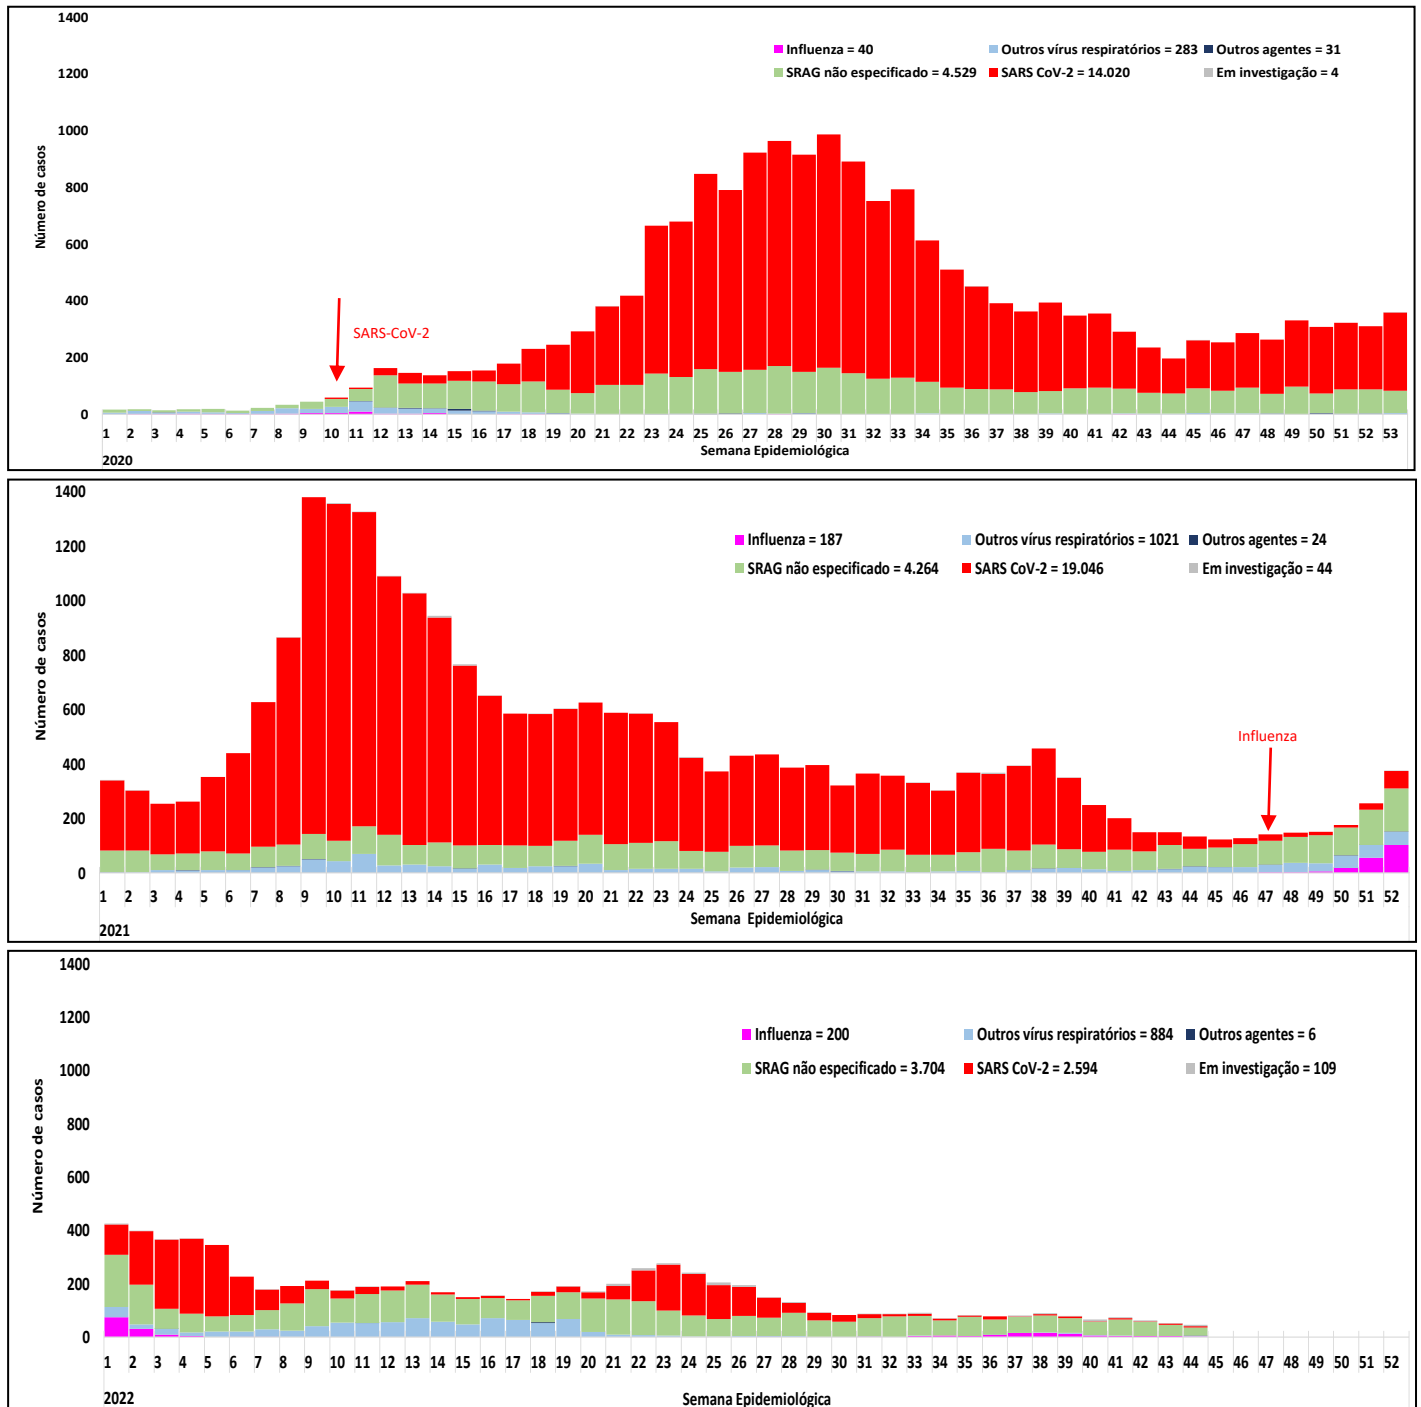 1400
Influenza = 40 Outros vírus respiratórios = 283 Outros agentes = 31
1200
SRAG não especificado = 4.529 SARS CoV-2 = 14.020 Em investigação = 4
1000
Número de casos
800
600
400
SARS-CoV-2
200
0
1 2 3 4 5 6 7 8 9 10 11 12 13 14 15 16 17 18 19 20 21 22 23 24 25 26 27 28 29 30 31 32 33 34 35 36 37 38 39 40 41 42 43 44 45 46 47 48 49 50 51 52 53
Semana Epidemiológica
2020
1400
Influenza = 187 Outros vírus respiratórios = 1021 Outros agentes = 24
1200
SRAG não especificado = 4.264 SARS CoV-2 = 19.046 Em investigação = 44
1000
Número de casos
800
600
Influenza
400
200
0
1 2 3 4 5 6 7 8 9 10 11 12 13 14 15 16 17 18 19 20 21 22 23 24 25 26 27 28 29 30 31 32 33 34 35 36 37 38 39 40 41 42 43 44 45 46 47 48 49 50 51 52
Semana Epidemiológica
2021
1400
1200
Influenza = 200 Outros vírus respiratórios = 884 Outros agentes = 6
1000
SRAG não especificado = 3.704 SARS CoV-2 = 2.594 Em investigação = 109
Número de casos
800
600
400
200
0
1 2 3 4 5 6 7 8 9 10 11 12 13 14 15 16 17 18 19 20 21 22 23 24 25 26 27 28 29 30 31 32 33 34 35 36 37 38 39 40 41 42 43 44 45 46 47 48 49 50 51 52
2022
Semana Epidemiológica